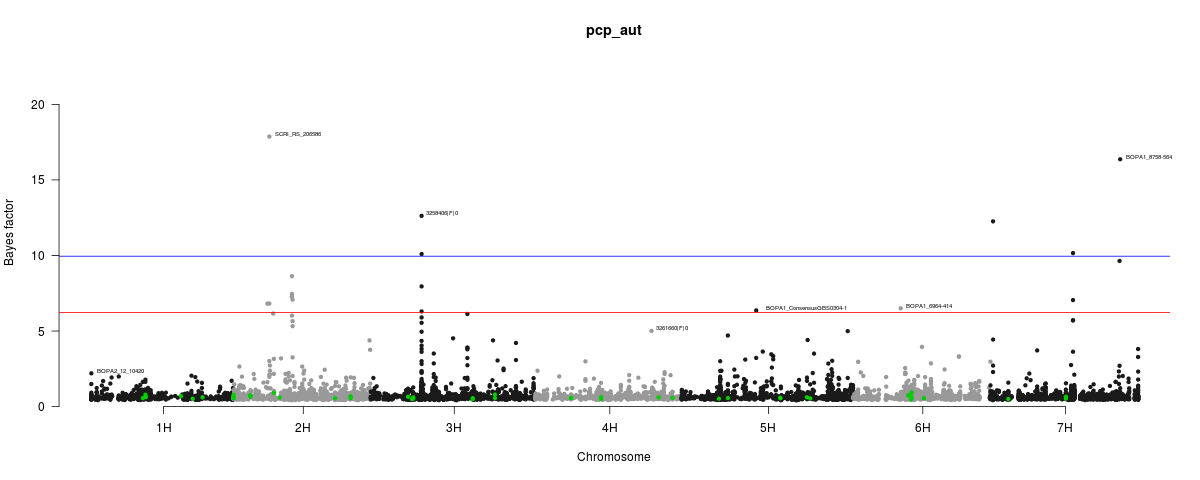 pcp_aut
20
15
10
5
0
Bayes factor
SCRI_RS_206586
BOPA1_8758-564
3258406|F|0
BOPA1_ConsensusGBS0304-1
BOPA1_6964-414
3261660|F|0
BOPA2_12_10420
1H
2H
3H
4H
5H
6H
7H
Chromosome